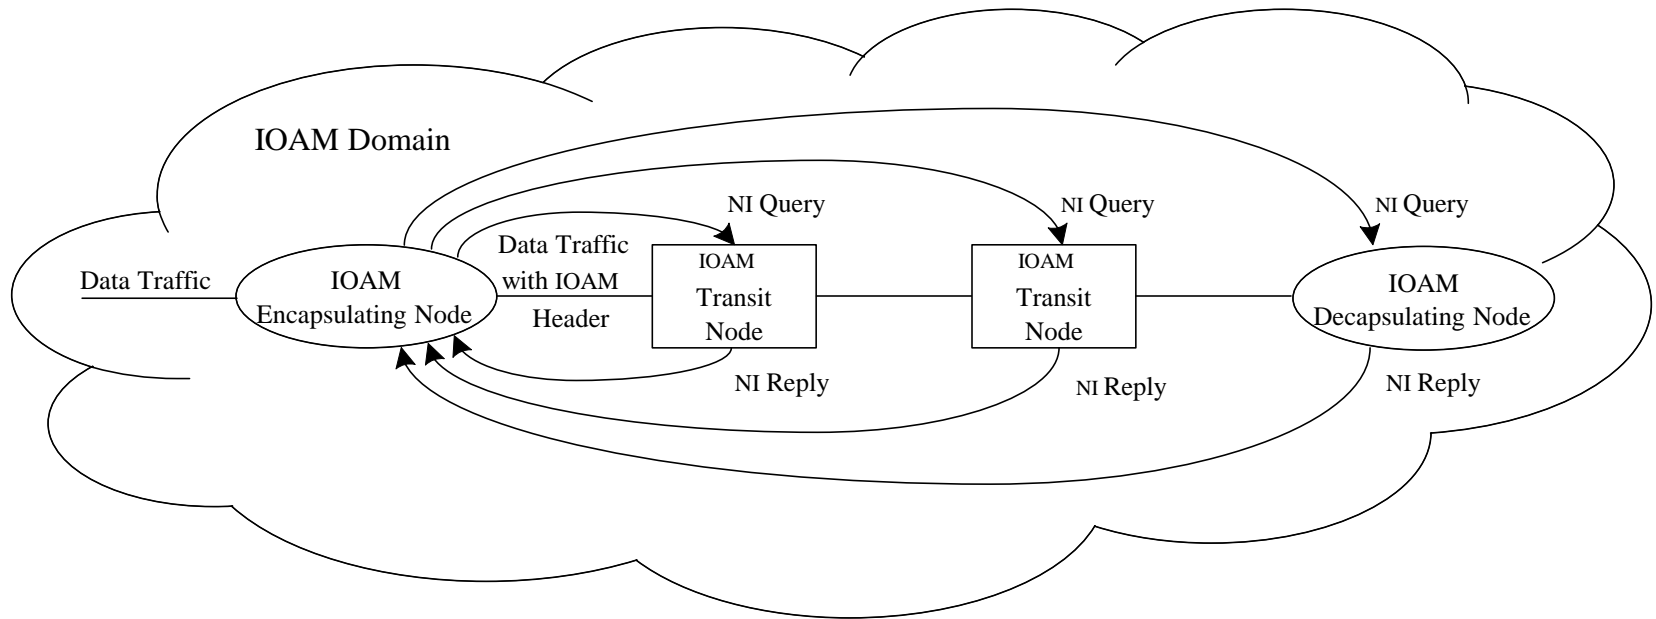 IOAM Domain
NI Query
NI Query
NI Query
Data Traffic
IOAM
Encapsulating Node
Data Traffic
with IOAM
Header
IOAM
Transit
Node
IOAM
Transit
Node
IOAM
Decapsulating Node
NI Reply
NI Reply
NI Reply